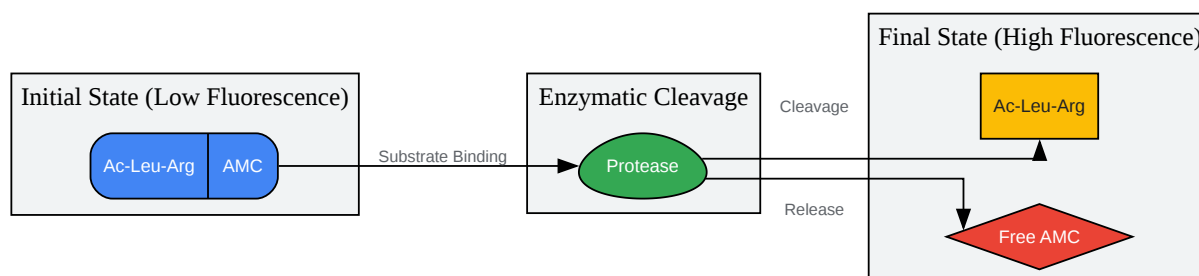 Initial State (Low Fluorescence)
Ac-Leu-Arg
AMC
Substrate Binding
Enzymatic Cleavage
Protease
Cleavage
Release
Final State (High Fluorescence)
Ac-Leu-Arg
Free AMC